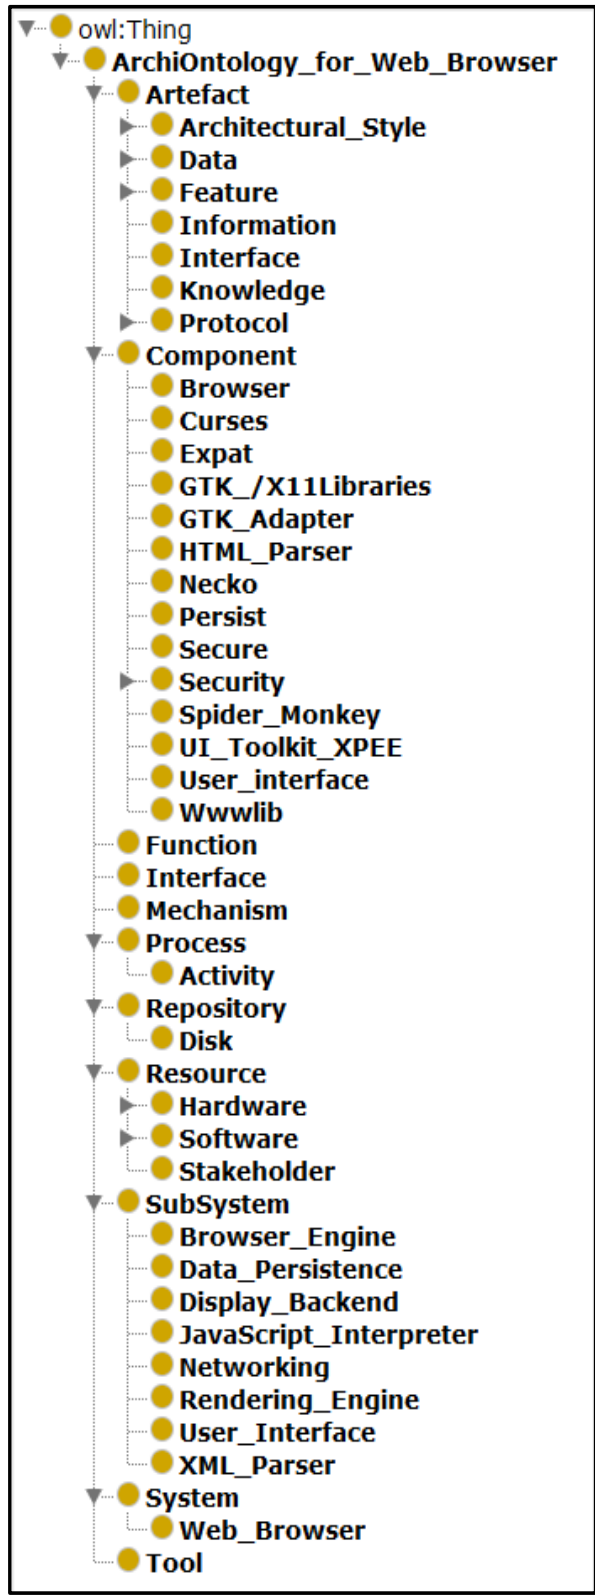 owl:Thing
ArchiOntology_for_Web_Browser
Artefact
Architectural_Style
Data
Feature
Information
Interface
Knowledge
Protocol
Component
Browser
Curses
Expat
GTK_/X11Libraries
GTK_Adapter
HTML_Parser
Necko
Persist
Secure
Security
Spider_Monkey
UI_Toolkit_XPEE
User_interface
Wwwlib
Function
Interface
Mechanism
Process
Activity
Repository
Disk
Resource
Hardware
Software
Stakeholder
SubSystem
Browser_Engine
Data_Persistence
Display_Backend
JavaScript_Interpreter
Networking
Rendering_Engine
User_Interface
XML_Parser
System
Web_Browser
Tool